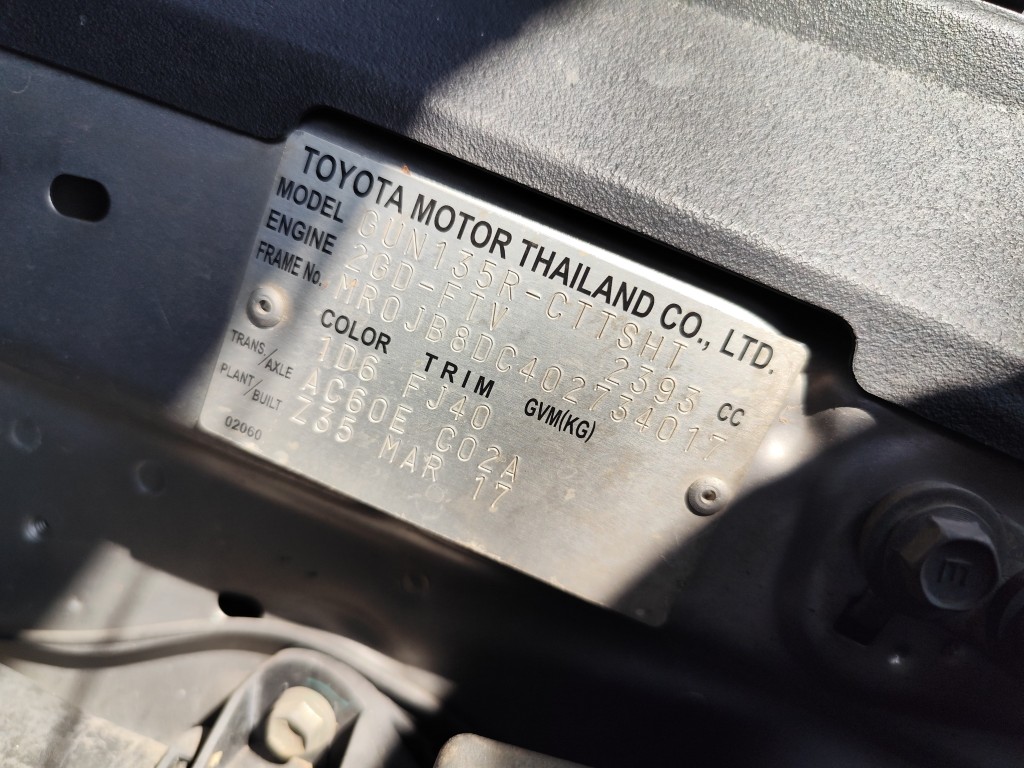 TOYOTA MOTOR THAILAND CO., LTD.
MODEL GUN135R-CTTSHT
ENGINE 2GD-FTV 2393 CC
FRAME No. MR0JB8DC402734017
COLOR TRIM GVM(KG)
1D6 FJ40
TRANS/AXLE AC60E C02A
PLANT/BUILT Z35 MAR 17
02060